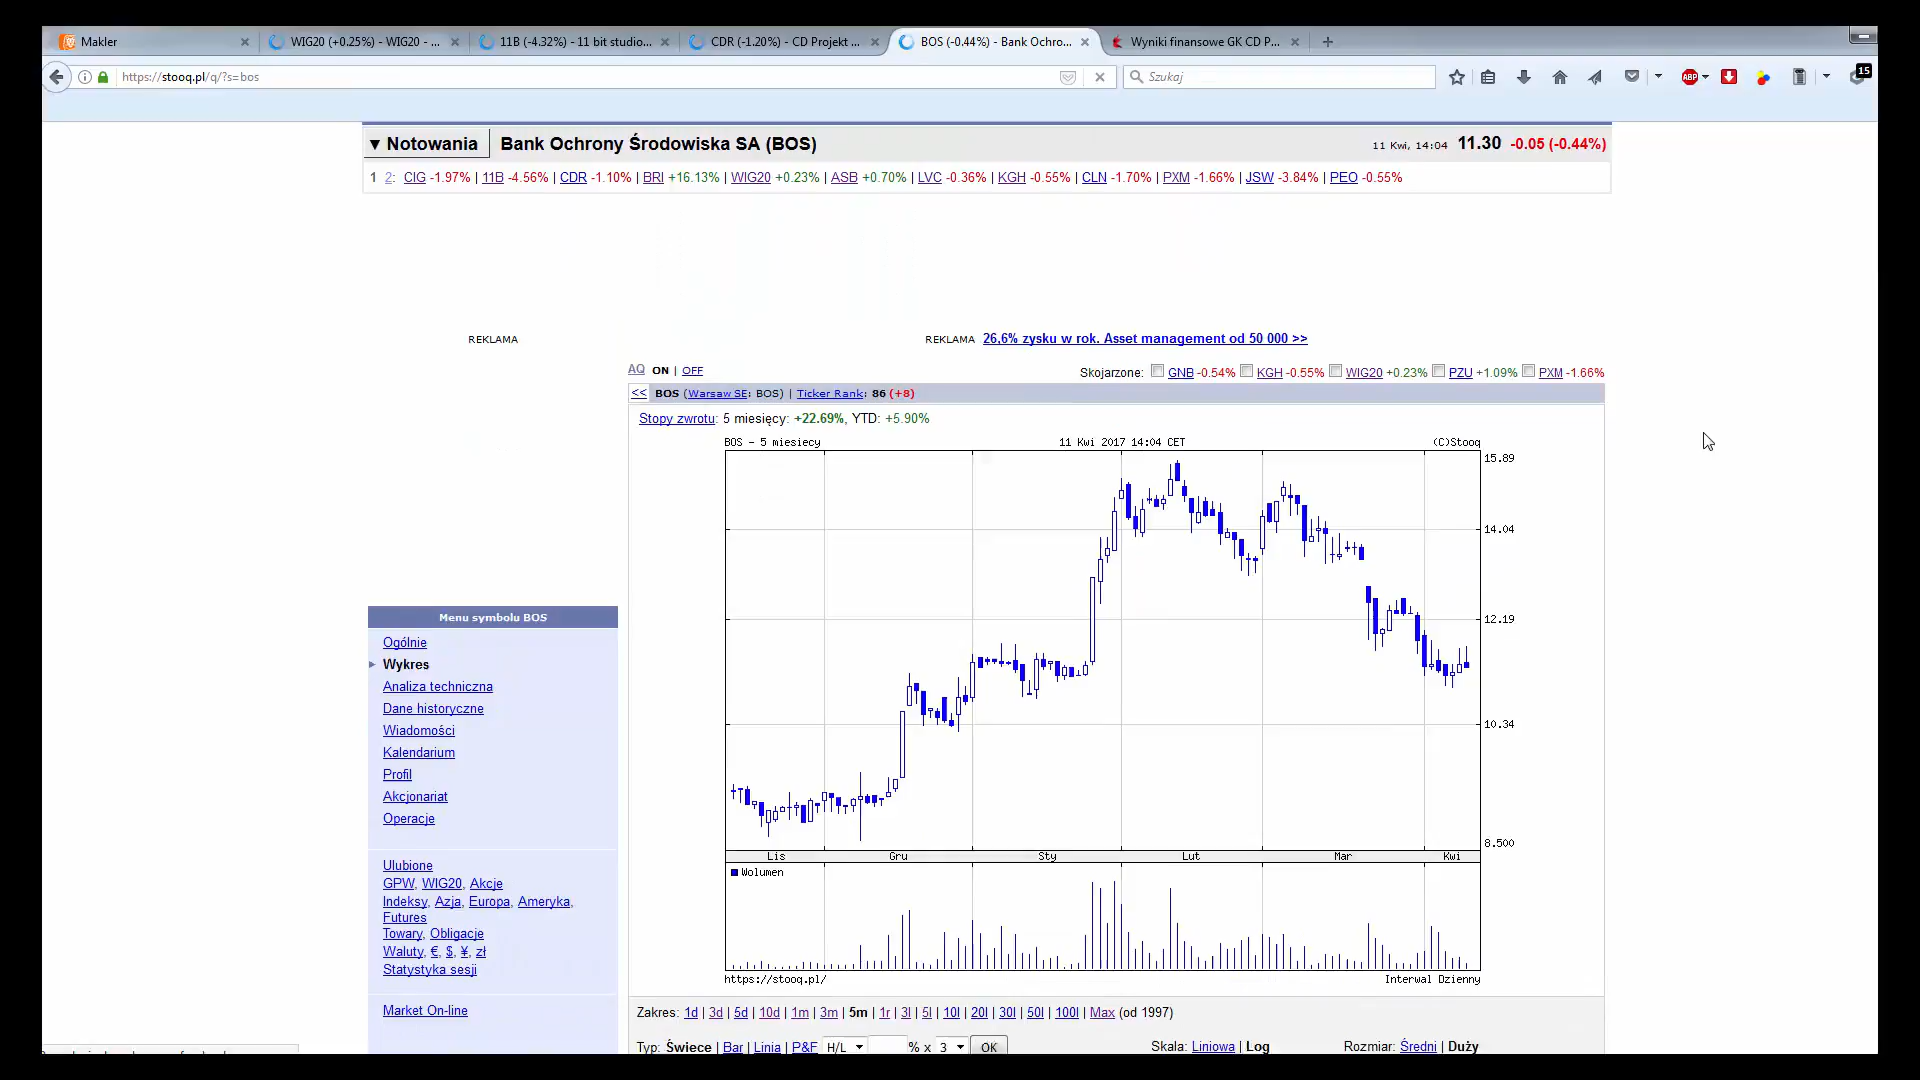 Makler
WIG20 (+0.25%) - WIG20 - ...
11B (-4.32%) - 11 bit studio...
CDR (-1.20%) - CD Projekt ...
BOS (-0.44%) - Bank Ochro...
Wyniki finansowe GK CD P...
https://stooq.pl/q/?s=bos
Szukaj
ABP
15
▼ Notowania
Bank Ochrony Środowiska SA (BOS)
11 Kwi, 14:04 11.30 -0.05 (-0.44%)
1 2: CIG -1.97% | 11B -4.56% | CDR -1.10% | BRI +16.13% | WIG20 +0.23% | ASB +0.70% | LVC -0.36% | KGH -0.55% | CLN -1.70% | PXM -1.66% | JSW -3.84% | PEO -0.55%
REKLAMA
REKLAMA 26,6% zysku w rok. Asset management od 50 000 >>
AQ ON | OFF
Skojarzone: GNB -0.54% KGH -0.55% WIG20 +0.23% PZU +1.09% PXM -1.66%
<< BOS (Warsaw SE: BOS) | Ticker Rank: 86 (+8)
Stopy zwrotu: 5 miesięcy: +22.69%, YTD: +5.90%
BOS - 5 miesiecy
11 Kwi 2017 14:04 CET
(C)Stooq
15.89
14.04
12.19
10.34
8.500
Lis
Gru
Sty
Lut
Mar
Kwi
Wolumen
https://stooq.pl/
Interwal Dzienny
Menu symbolu BOS
Ogólnie
Wykres
Analiza techniczna
Dane historyczne
Wiadomości
Kalendarium
Profil
Akcjonariat
Operacje
Ulubione
GPW, WIG20, Akcje
Indeksy, Azja, Europa, Ameryka,
Futures
Towary, Obligacje
Waluty, €, $, ¥, zł
Statystyka sesji
Market On-line
Zakres: 1d | 3d | 5d | 10d | 1m | 3m | 5m | 1r | 3l | 5l | 10l | 20l | 30l | 50l | 100l | Max (od 1997)
Typ: Świece | Bar | Linia | P&F H/L % x 3 OK
Skala: Liniowa | Log
Rozmiar: Średni | Duży